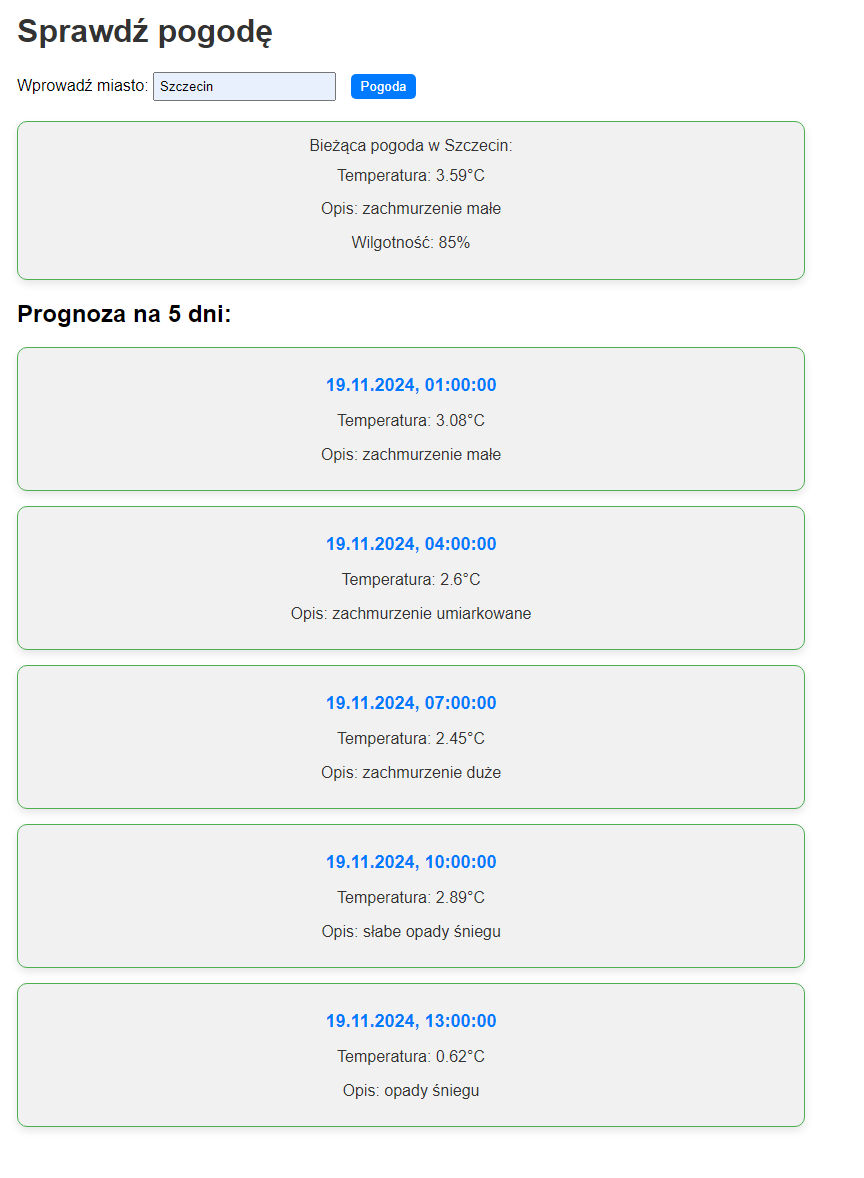 Sprawdź pogodę
Wprowadź miasto: Szczecin Pogoda
Bieżąca pogoda w Szczecin:
Temperatura: 3.59°C
Opis: zachmurzenie małe
Wilgotność: 85%
Prognoza na 5 dni:
19.11.2024, 01:00:00
Temperatura: 3.08°C
Opis: zachmurzenie małe
19.11.2024, 04:00:00
Temperatura: 2.6°C
Opis: zachmurzenie umiarkowane
19.11.2024, 07:00:00
Temperatura: 2.45°C
Opis: zachmurzenie duże
19.11.2024, 10:00:00
Temperatura: 2.89°C
Opis: słabe opady śniegu
19.11.2024, 13:00:00
Temperatura: 0.62°C
Opis: opady śniegu